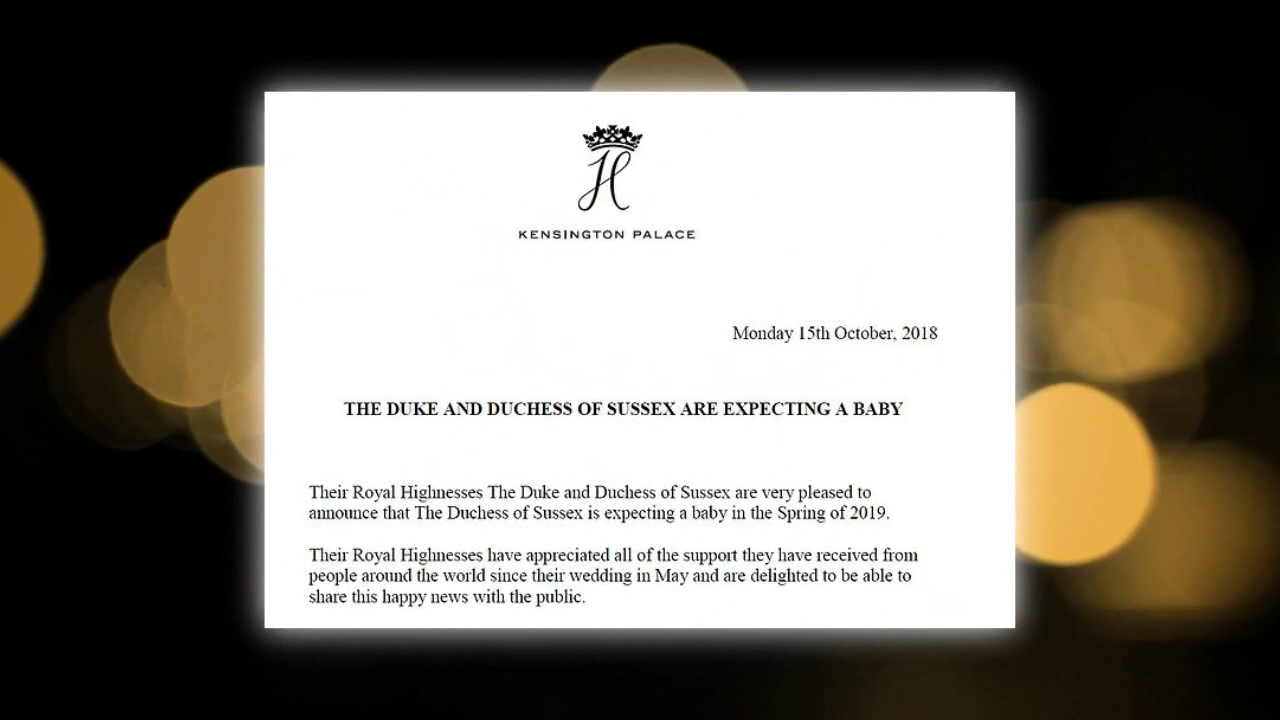 H
KENSINGTON PALACE
Monday 15th October, 2018
THE DUKE AND DUCHESS OF SUSSEX ARE EXPECTING A BABY
Their Royal Highnesses The Duke and Duchess of Sussex are very pleased to
announce that The Duchess of Sussex is expecting a baby in the Spring of 2019.
Their Royal Highnesses have appreciated all of the support they have received from
people around the world since their wedding in May and are delighted to be able to
share this happy news with the public.